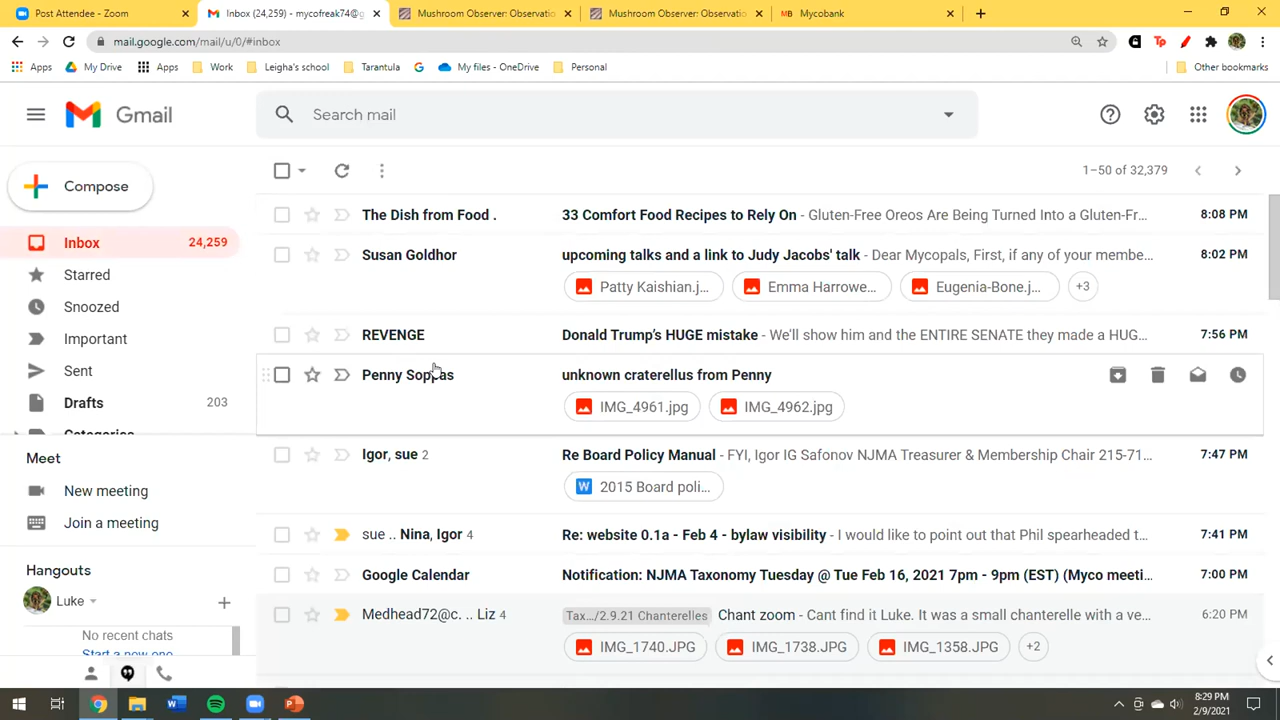 Post Attendee - Zoom
Inbox (24,259) - mycofreak74@g
Mushroom Observer: Observatio
Mushroom Observer: Observatio
MB Mycobank
mail.google.com/mail/u/0/#inbox
Tp
Apps My Drive Apps Work Leigha's school Tarantula G My files - OneDrive Personal Other bookmarks
Gmail
Search mail
Compose
1–50 of 32,379
Inbox 24,259
Starred
Snoozed
Important
Sent
Drafts 203
Categories
Meet
New meeting
Join a meeting
Hangouts
Luke
No recent chats
Start a new one
The Dish from Food . 33 Comfort Food Recipes to Rely On - Gluten-Free Oreos Are Being Turned Into a Gluten-Fr... 8:08 PM
Susan Goldhor upcoming talks and a link to Judy Jacobs' talk - Dear Mycopals, First, if any of your membe... 8:02 PM
Patty Kaishian.j... Emma Harrowe... Eugenia-Bone.j... +3
REVENGE Donald Trump's HUGE mistake - We'll show him and the ENTIRE SENATE they made a HUG... 7:56 PM
Penny Soppas unknown craterellus from Penny
IMG_4961.jpg IMG_4962.jpg
Igor, sue 2 Re Board Policy Manual - FYI, Igor IG Safonov NJMA Treasurer & Membership Chair 215-71... 7:47 PM
W 2015 Board poli...
sue .. Nina, Igor 4 Re: website 0.1a - Feb 4 - bylaw visibility - I would like to point out that Phil spearheaded t... 7:41 PM
Google Calendar Notification: NJMA Taxonomy Tuesday @ Tue Feb 16, 2021 7pm - 9pm (EST) (Myco meeti... 7:00 PM
Medhead72@c. .. Liz 4 Tax.../2.9.21 Chanterelles Chant zoom - Cant find it Luke. It was a small chanterelle with a ve... 6:20 PM
IMG_1740.JPG IMG_1738.JPG IMG_1358.JPG +2
8:29 PM
2/9/2021